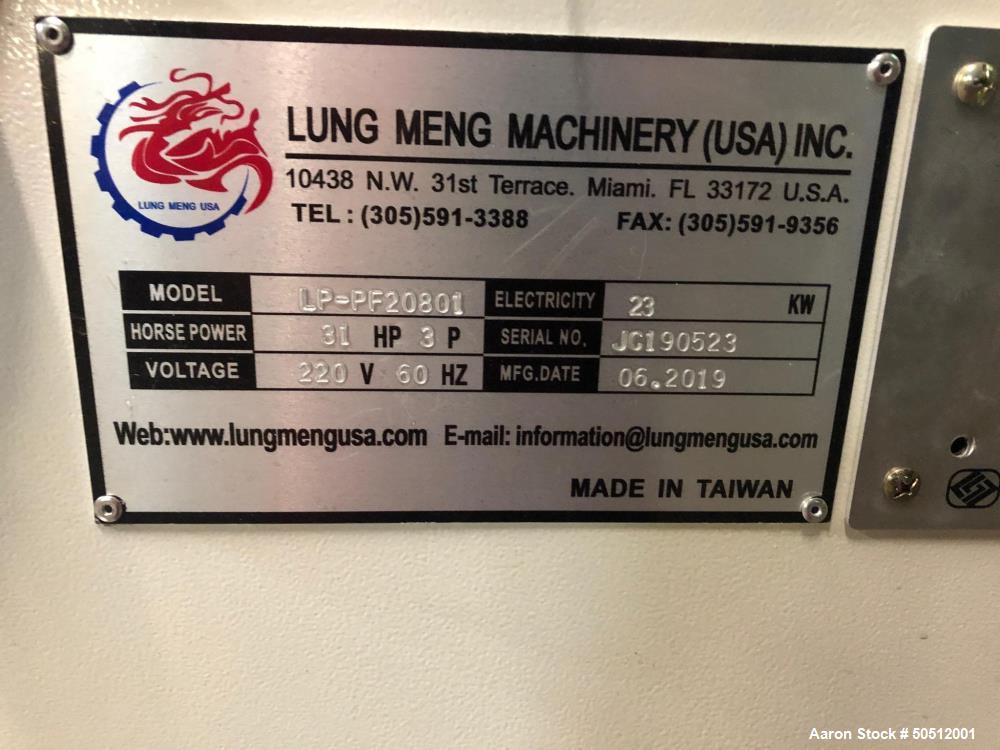 LUNG MENG USA
LUNG MENG MACHINERY (USA) INC.
10438 N.W. 31st Terrace. Miami. FL 33172 U.S.A.
TEL : (305)591-3388 FAX: (305)591-9356
MODEL LP-PF20801 ELECTRICITY 23 KW
HORSE POWER 31 HP 3 P SERIAL NO. JC190523
VOLTAGE 220 V 60 HZ MFG.DATE 06.2019
Web:www.lungmengusa.com E-mail: information@lungmengusa.com
MADE IN TAIWAN
Aaron Stock # 50512001